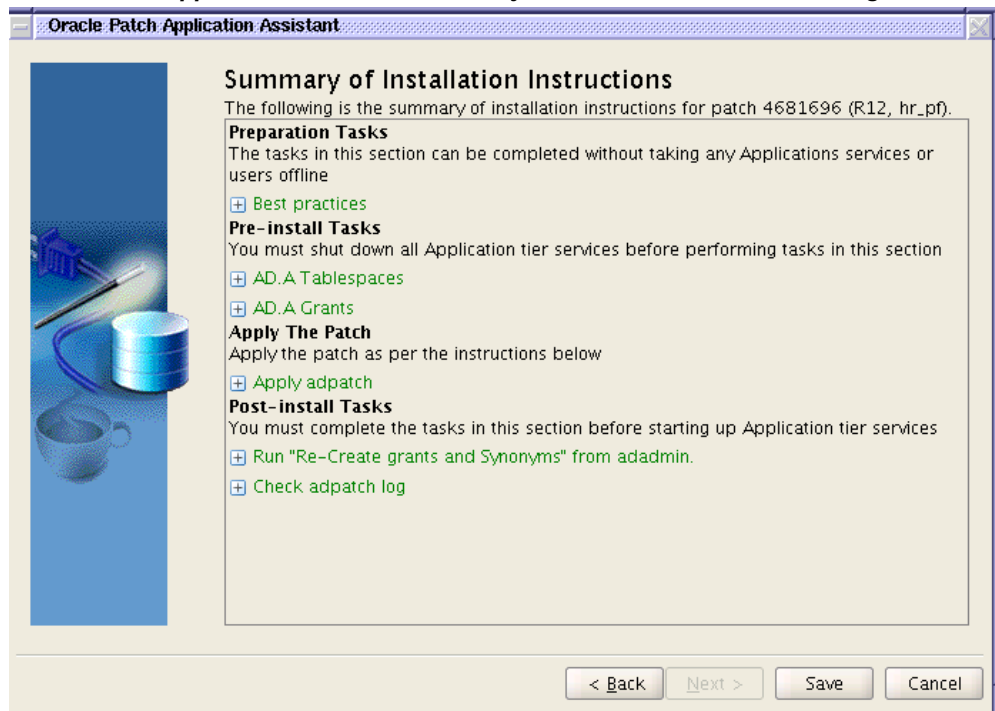 Oracle Patch Application Assistant
Summary of Installation Instructions
The following is the summary of installation instructions for patch 4681696 (R12, hr_pf).
Preparation Tasks
The tasks in this section can be completed without taking any Applications services or
users offline
Best practices
Pre-install Tasks
You must shut down all Application tier services before performing tasks in this section
AD.A Tablespaces
AD.A Grants
Apply The Patch
Apply the patch as per the instructions below
Apply adpatch
Post-install Tasks
You must complete the tasks in this section before starting up Application tier services
Run "Re-Create grants and Synonyms" from adadmin.
Check adpatch log
< Back Next > Save Cancel